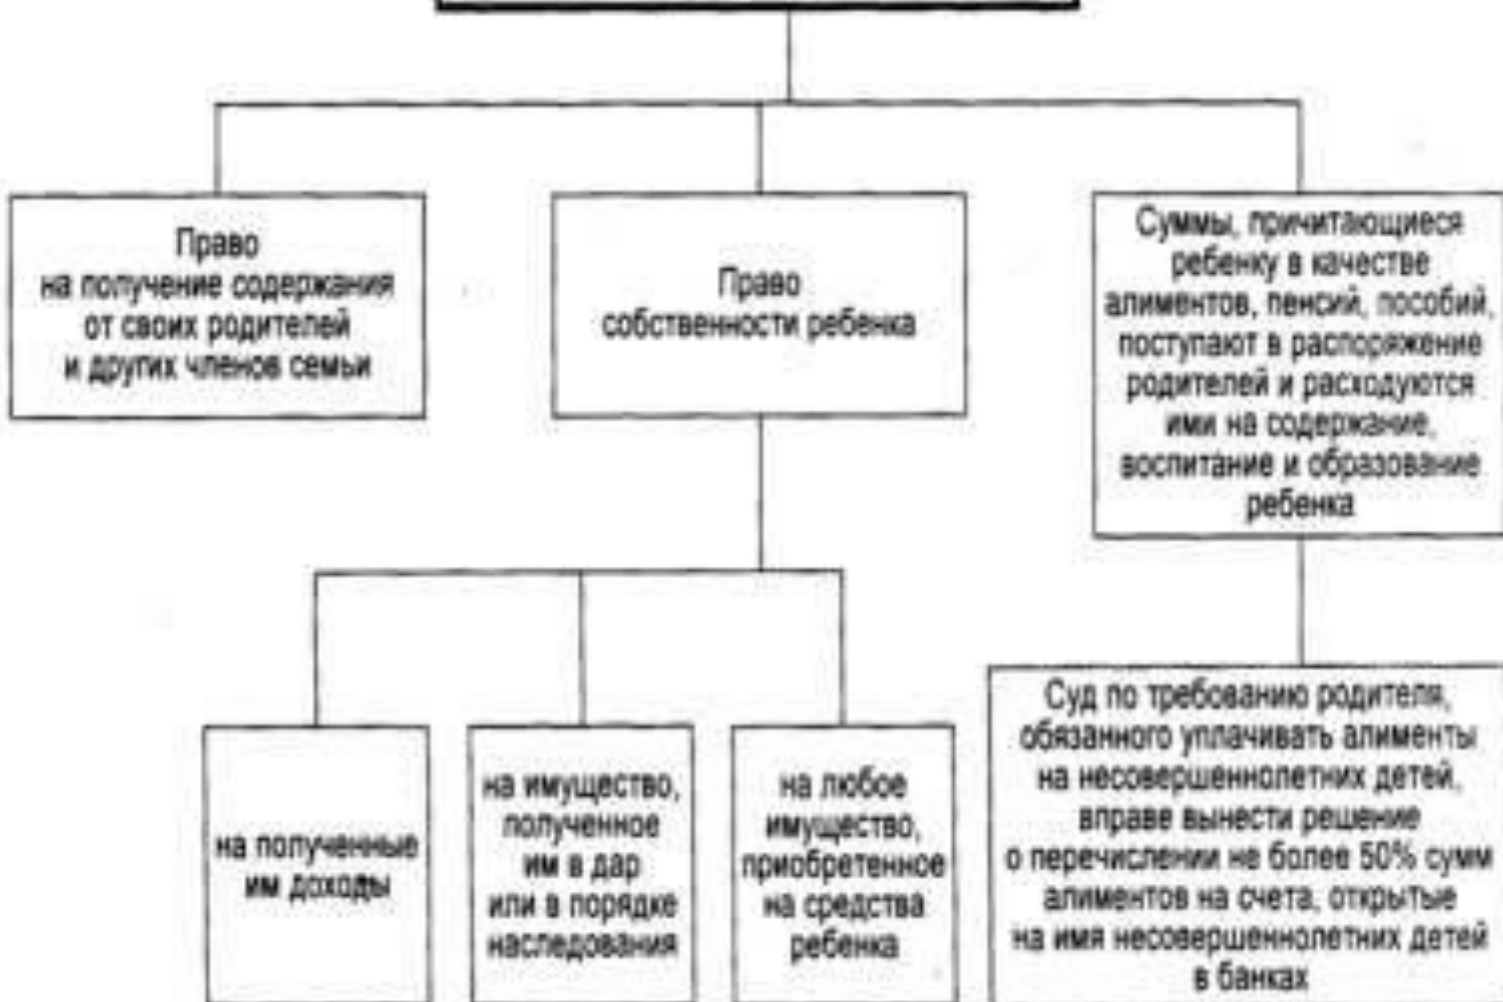 Право
на получение содержания
от своих родителей
и других членов семьи
Право
собственности ребенка
Суммы, причитающиеся
ребенку в качестве
алиментов, пенсий, пособий,
поступают в распоряжение
родителей и расходуются
ими на содержание,
воспитание и образование
ребенка
на полученные
им доходы
на имущество,
полученное
им в дар
или в порядке
наследования
на любое
имущество,
приобретенное
на средства
ребенка
Суд по требованию родителя,
обязанного уплачивать алименты
на несовершеннолетних детей,
вправе вынести решение
о перечислении не более 50% сумм
алиментов на счета, открытые
на имя несовершеннолетних детей
в банках